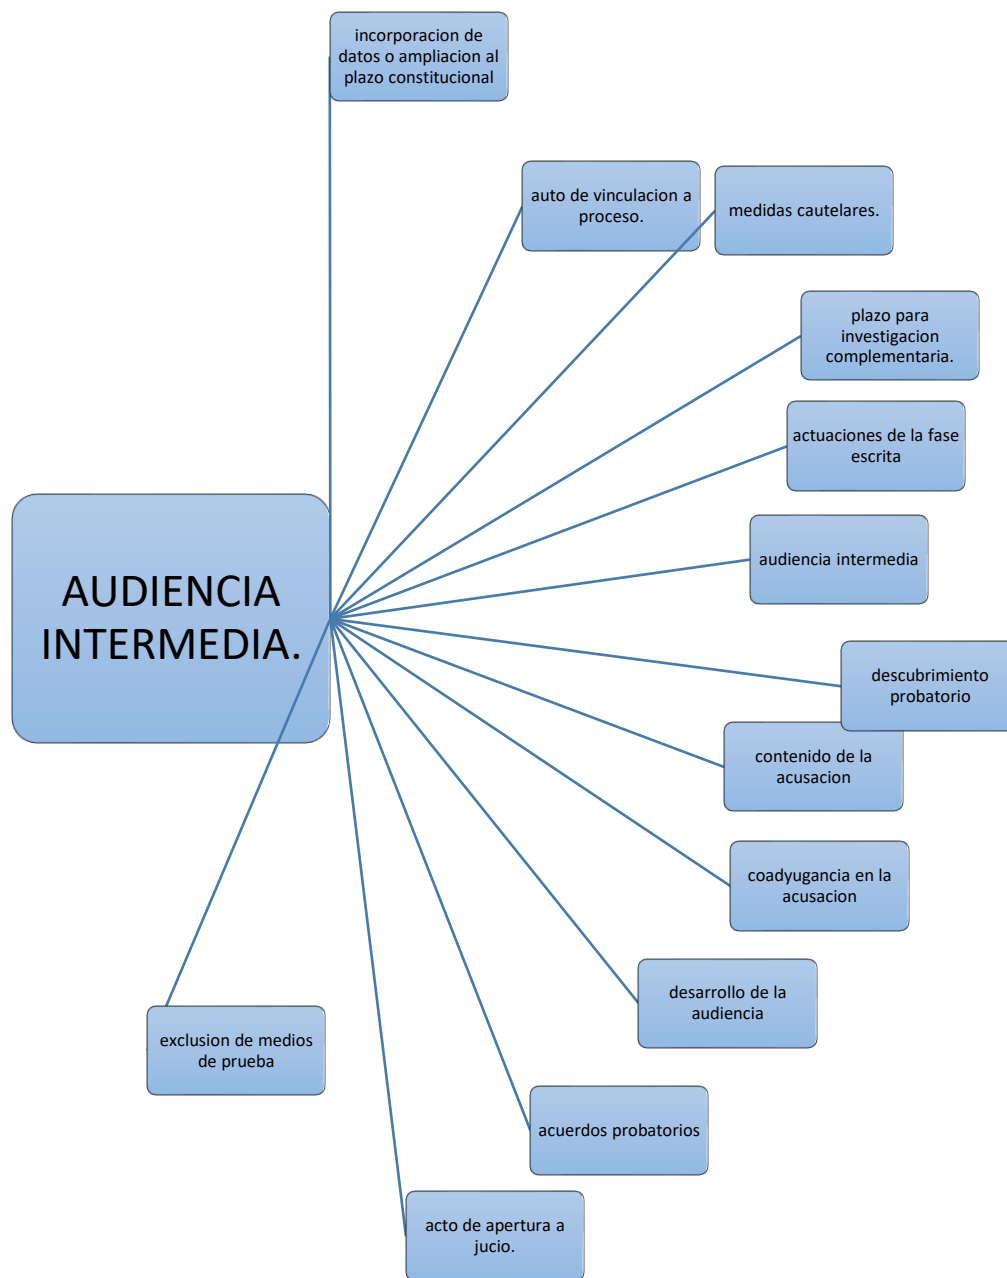 incorporacion de
datos o ampliacion al
plazo constitucional
auto de vinculacion a
proceso.
medidas cautelares.
plazo para
investigacion
complementaria.
actuaciones de la fase
escrita
audiencia intermedia
AUDIENCIA
INTERMEDIA.
descubrimiento
probatorio
contenido de la
acusacion
coadyugancia en la
acusacion
desarrollo de la
audiencia
exclusion de medios
de prueba
acuerdos probatorios
acto de apertura a
jucio.